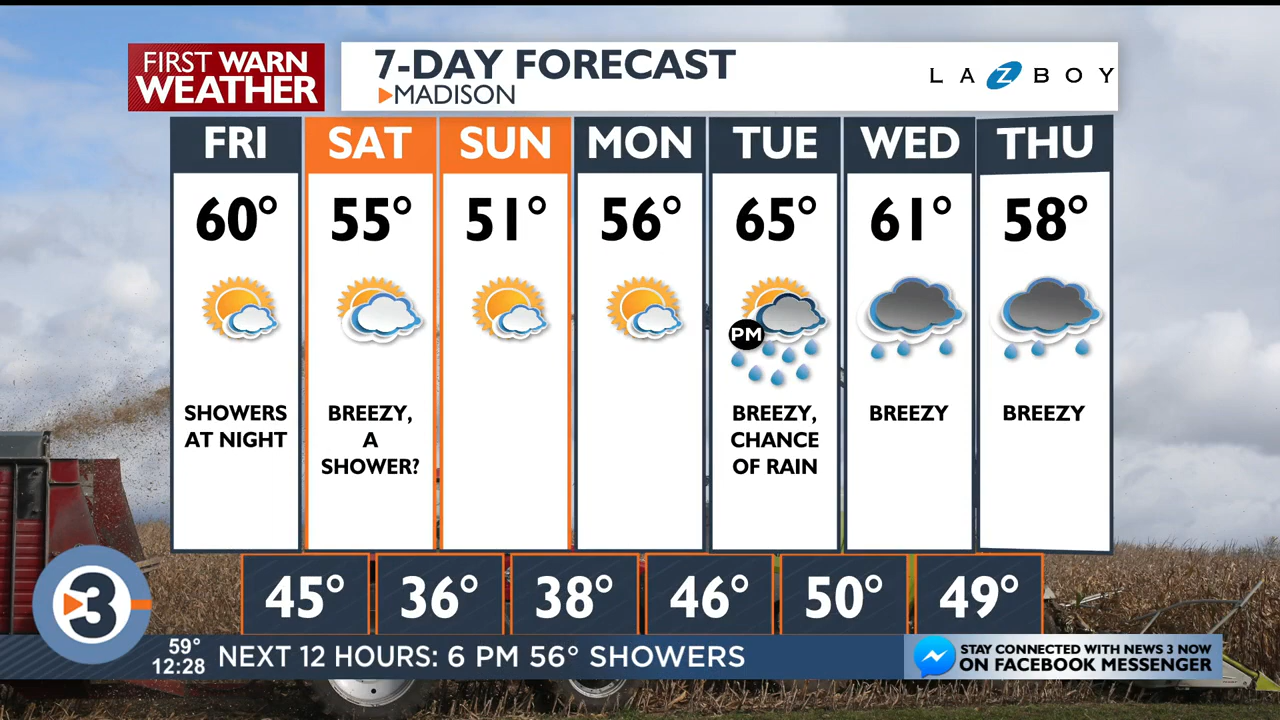 FIRST WARN
WEATHER
7-DAY FORECAST
MADISON
LA Z BOY
FRI SAT SUN MON TUE WED THU
60° 55° 51° 56° 65° 61° 58°
PM
SHOWERS
AT NIGHT
BREEZY,
A
SHOWER?
BREEZY,
CHANCE
OF RAIN
BREEZY
BREEZY
45° 36° 38° 46° 50° 49°
3
59°
12:28
NEXT 12 HOURS: 6 PM 56° SHOWERS
STAY CONNECTED WITH NEWS 3 NOW
ON FACEBOOK MESSENGER